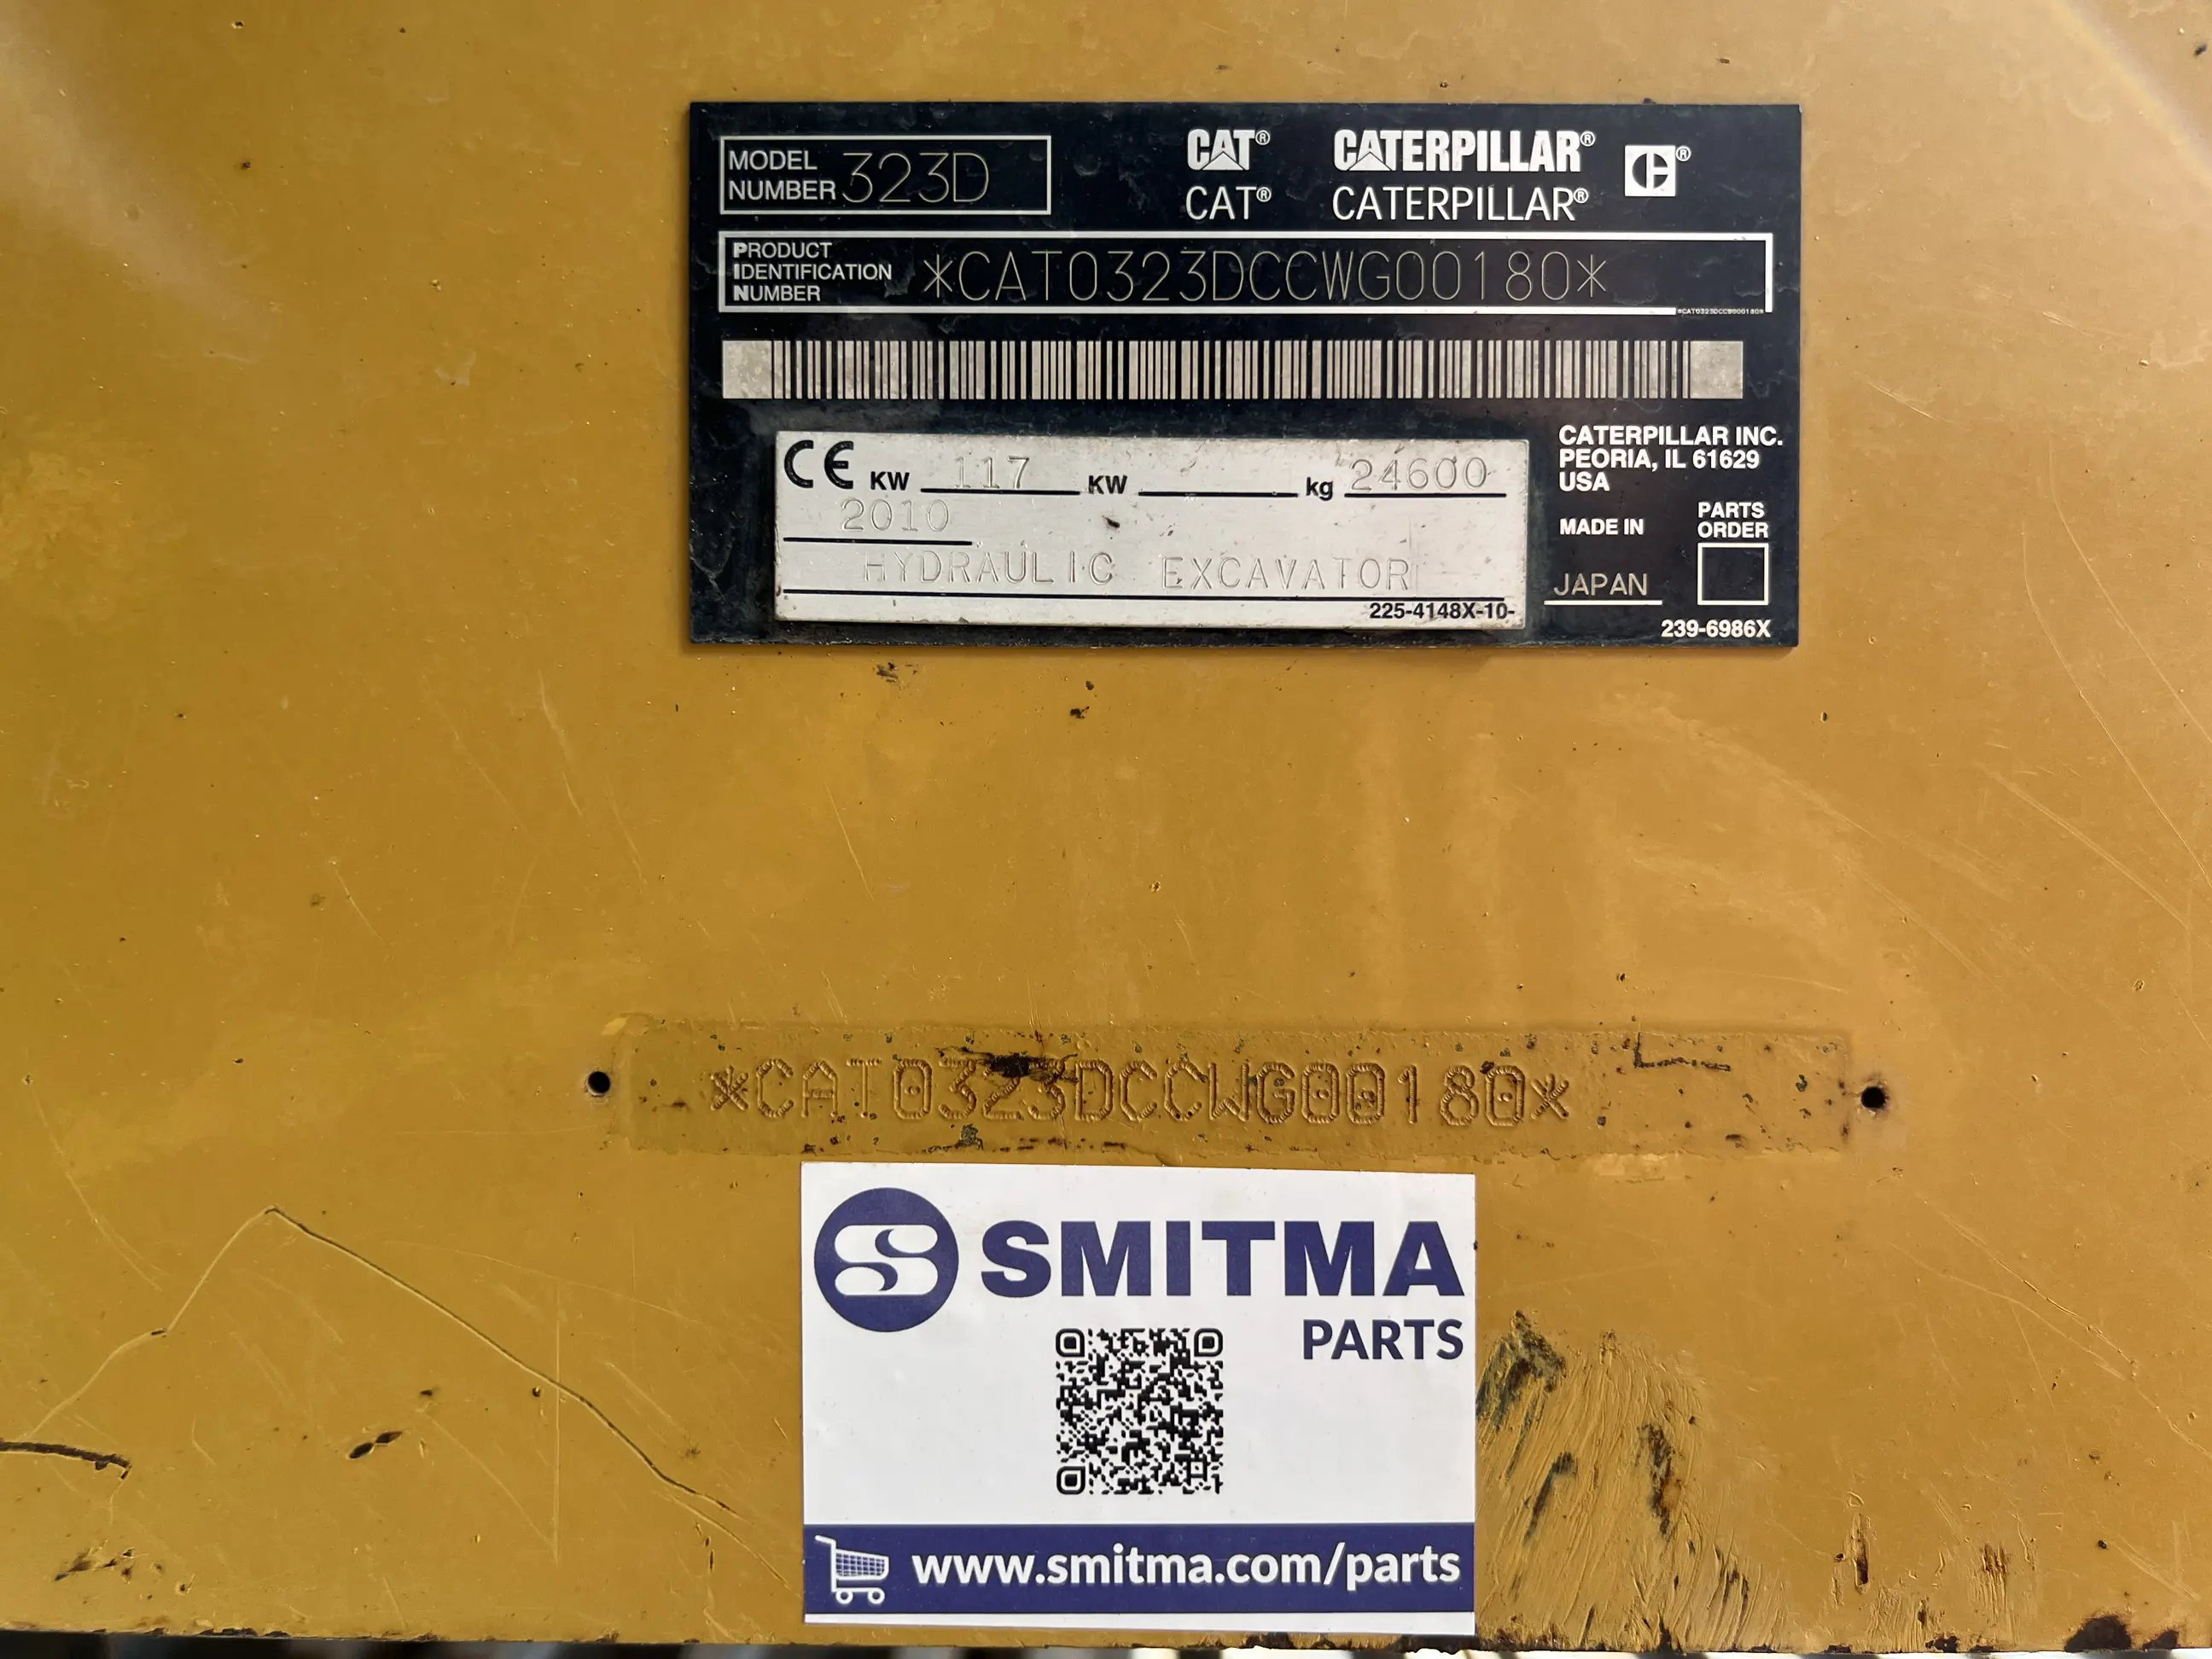 MODEL
NUMBER 323D
CAT® CATERPILLAR®
CAT® CATERPILLAR®
PRODUCT
IDENTIFICATION
NUMBER
*CAT0323DCCWG00180*
*CAT0323DCCWG00180*
CE KW 117 KW kg 24600
2010
HYDRAULIC EXCAVATOR
225-4148X-10-
CATERPILLAR INC.
PEORIA, IL 61629
USA
MADE IN
JAPAN
PARTS
ORDER
239-6986X
*CAT0323DCCWG00180*
SMITMA
PARTS
www.smitma.com/parts